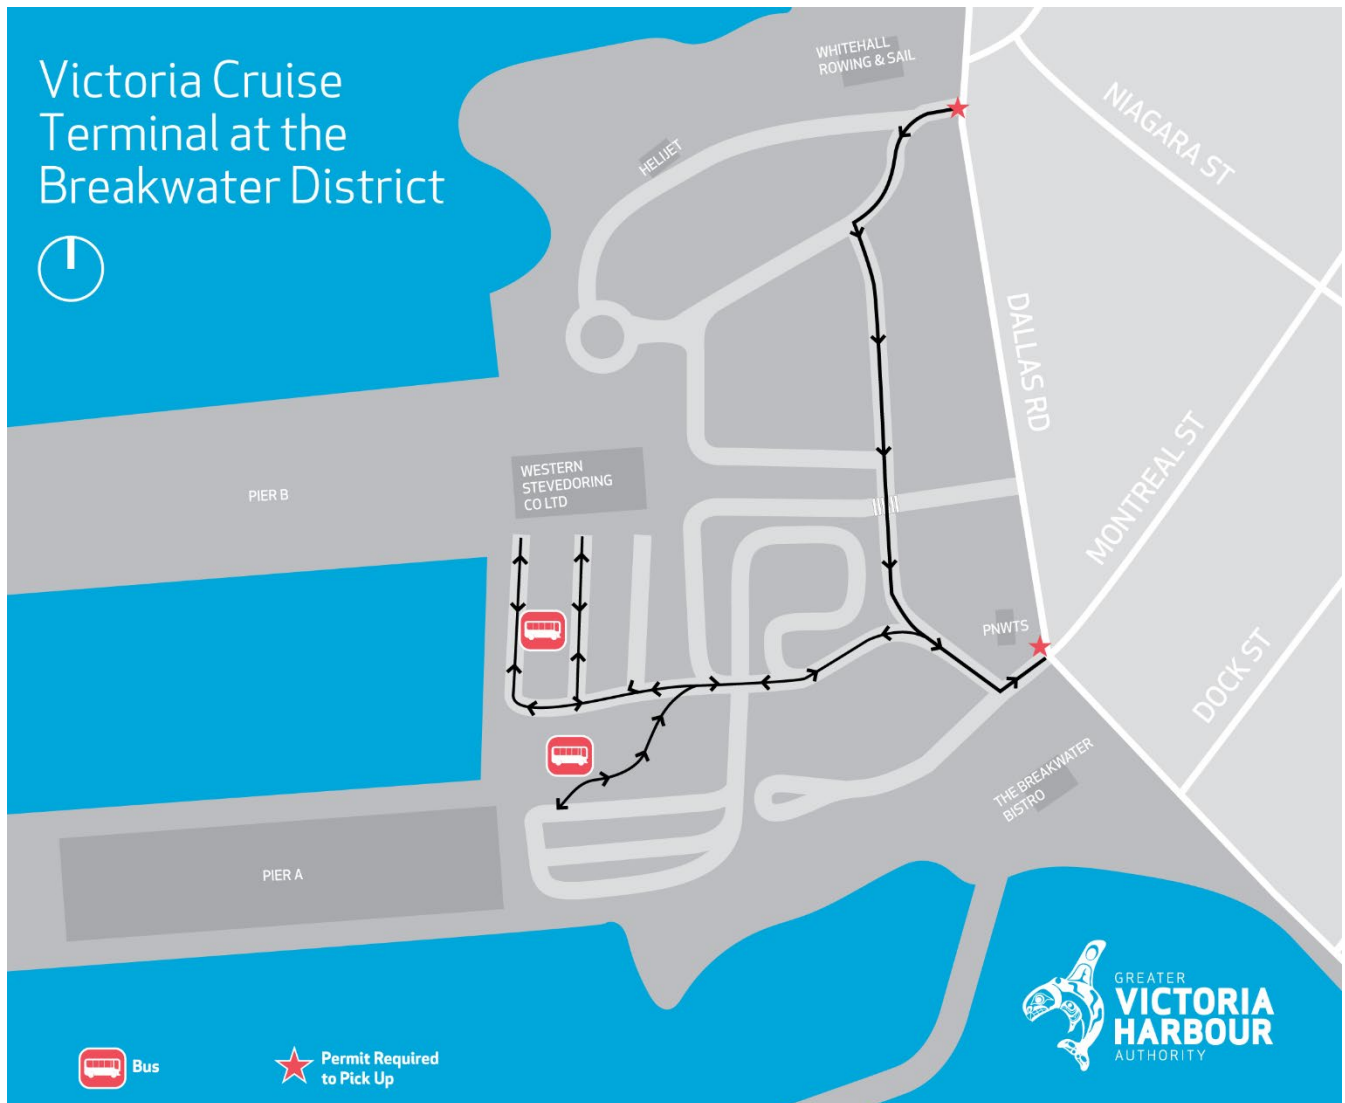 Victoria Cruise
Terminal at the
Breakwater District
WHITEHALL
ROWING & SAIL
HELIJET
NIAGARA ST
DALLAS RD
MONTREAL ST
DOCK ST
WESTERN
STEVEDORING
CO LTD
PIER B
PNWTS
THE BREAKWATER
BISTRO
PIER A
GREATER
VICTORIA
HARBOUR
AUTHORITY
Bus
Permit Required
to Pick Up